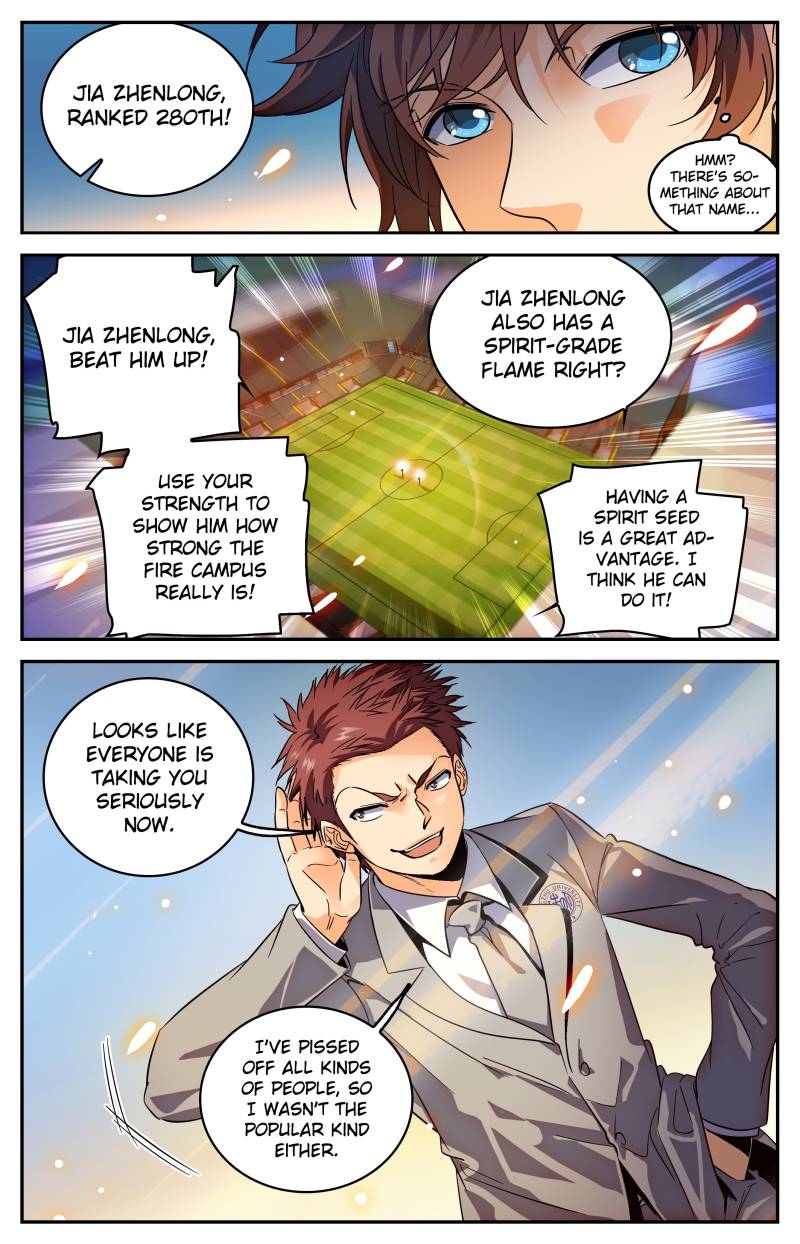 JIA ZHENLONG,
RANKED 280TH!
HMM?
THERE'S SO-
METHING ABOUT
THAT NAME...
JIA ZHENLONG,
BEAT HIM UP!
JIA ZHENLONG
ALSO HAS A
SPIRIT-GRADE
FLAME RIGHT?
USE YOUR
STRENGTH TO
SHOW HIM HOW
STRONG THE
FIRE CAMPUS
REALLY IS!
HAVING A
SPIRIT SEED
IS A GREAT AD-
VANTAGE. I
THINK HE CAN
DO IT!
LOOKS LIKE
EVERYONE IS
TAKING YOU
SERIOUSLY
NOW.
UNIVERSITY
I'VE PISSED
OFF ALL KINDS
OF PEOPLE, SO
I WASN'T THE
POPULAR KIND
EITHER.